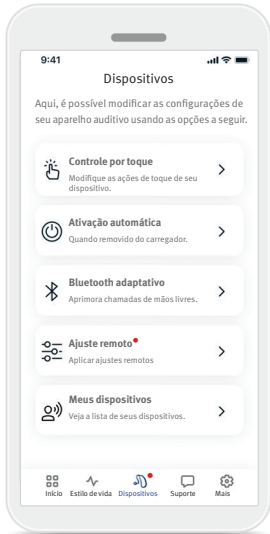 9:41
Dispositivos
Aqui, é possível modificar as configurações de
seu aparelho auditivo usando as opções a seguir.
Controle por toque
Modifique as ações de toque de seu
dispositivo.
Ativação automática
Quando removido do carregador.
Bluetooth adaptativo
Aprimora chamadas de mãos livres.
Ajuste remoto
Aplicar ajustes remotos
Meus dispositivos
Veja a lista de seus dispositivos.
Início Estilo de vida Dispositivos Suporte Mais